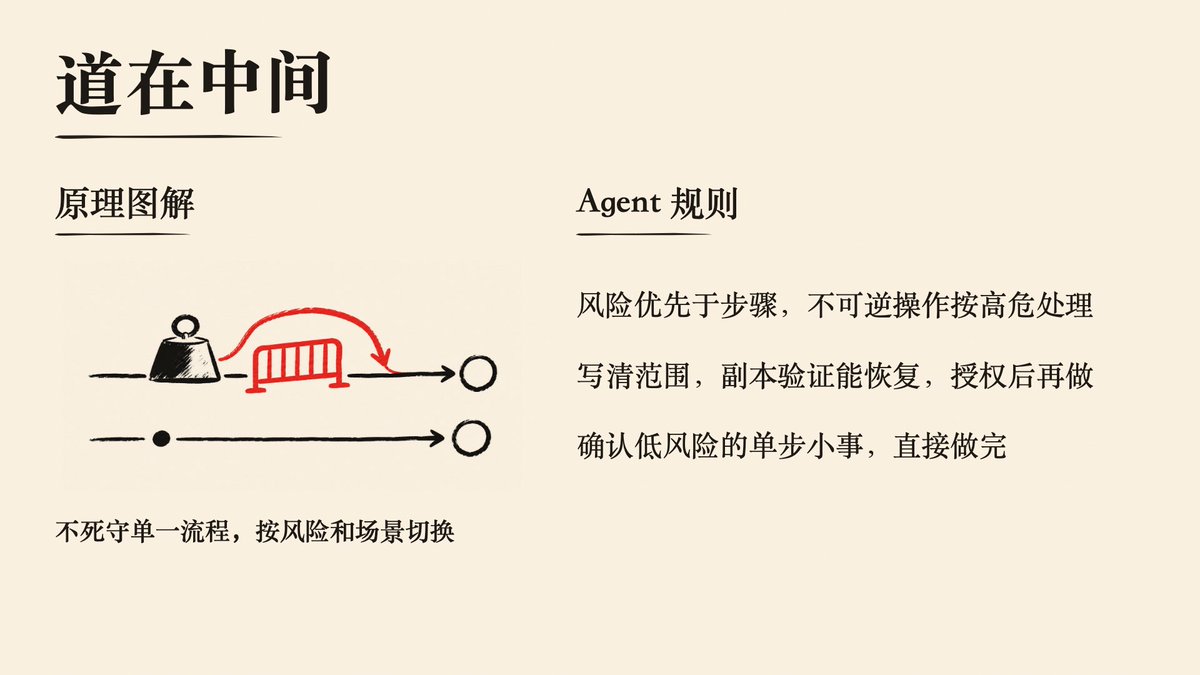 道在中间
原理图解
不死守单一流程，按风险和场景切换
Agent 规则
风险优先于步骤，不可逆操作按高危处理
写清范围，副本验证能恢复，授权后再做
确认低风险的单步小事，直接做完